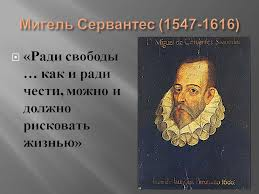 Мигель Сервантес (1547-1616)
«Ради свободы
… как и ради
чести, можно и
должно
рисковать
жизнью»